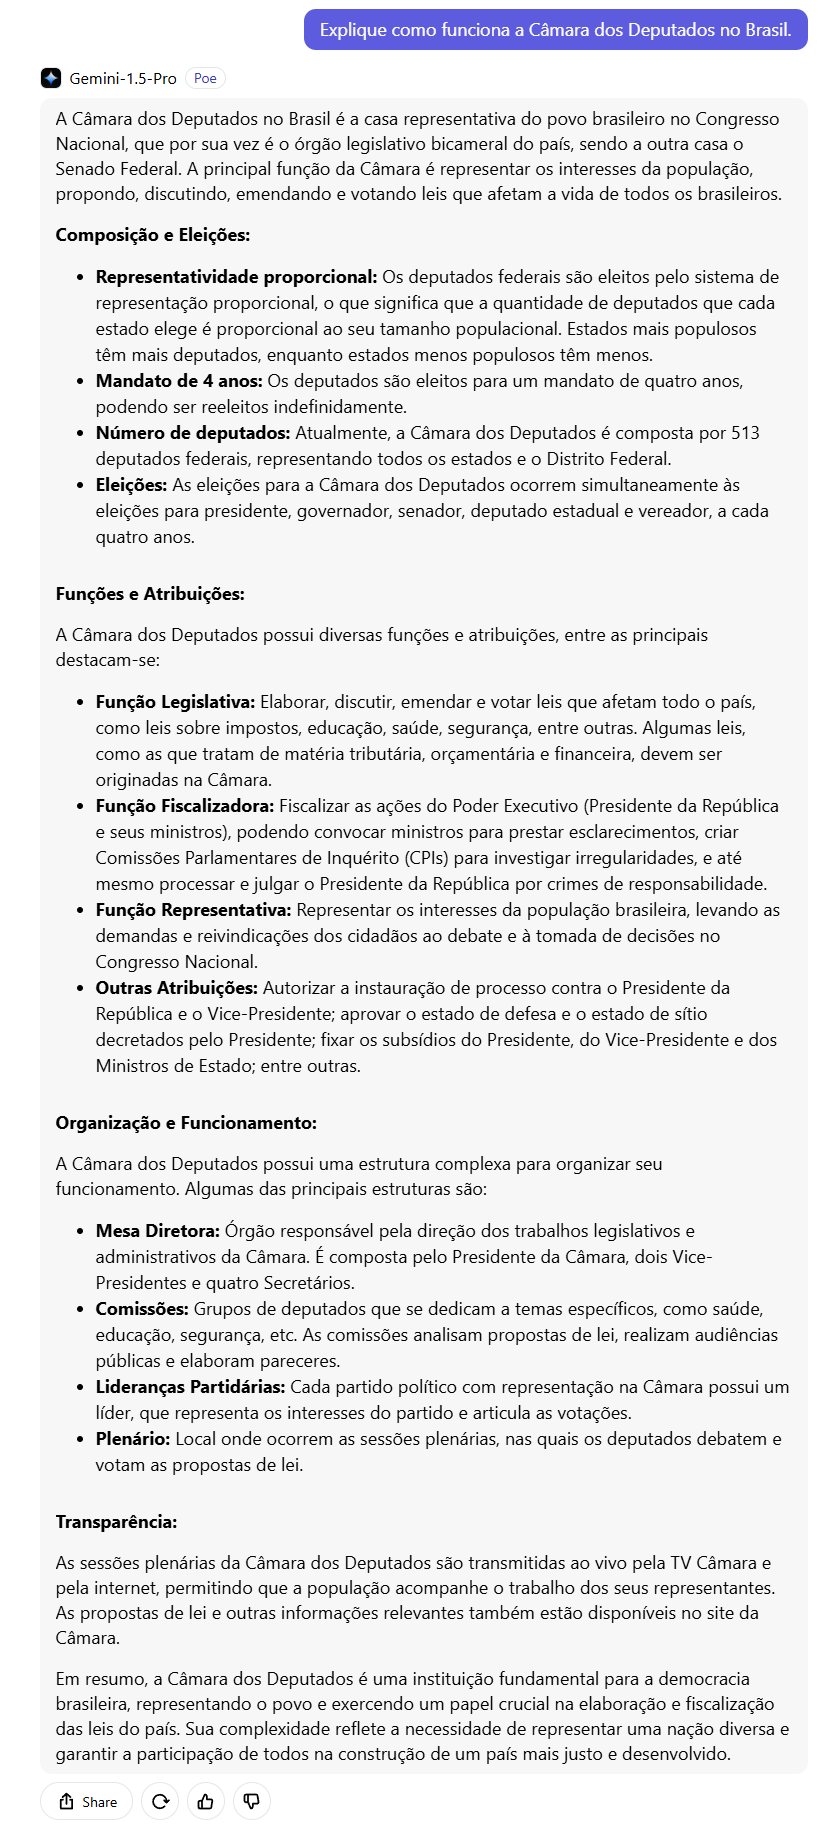 Explique como funciona a Câmara dos Deputados no Brasil.
Gemini-1.5-Pro Poe
A Câmara dos Deputados no Brasil é a casa representativa do povo brasileiro no Congresso
Nacional, que por sua vez é o órgão legislativo bicameral do país, sendo a outra casa o
Senado Federal. A principal função da Câmara é representar os interesses da população,
propondo, discutindo, emendando e votando leis que afetam a vida de todos os brasileiros.
Composição e Eleições:
• Representatividade proporcional: Os deputados federais são eleitos pelo sistema de
representação proporcional, o que significa que a quantidade de deputados que cada
estado elege é proporcional ao seu tamanho populacional. Estados mais populosos
têm mais deputados, enquanto estados menos populosos têm menos.
• Mandato de 4 anos: Os deputados são eleitos para um mandato de quatro anos,
podendo ser reeleitos indefinidamente.
• Número de deputados: Atualmente, a Câmara dos Deputados é composta por 513
deputados federais, representando todos os estados e o Distrito Federal.
• Eleições: As eleições para a Câmara dos Deputados ocorrem simultaneamente às
eleições para presidente, governador, senador, deputado estadual e vereador, a cada
quatro anos.
Funções e Atribuições:
A Câmara dos Deputados possui diversas funções e atribuições, entre as principais
destacam-se:
• Função Legislativa: Elaborar, discutir, emendar e votar leis que afetam todo o país,
como leis sobre impostos, educação, saúde, segurança, entre outras. Algumas leis,
como as que tratam de matéria tributária, orçamentária e financeira, devem ser
originadas na Câmara.
• Função Fiscalizadora: Fiscalizar as ações do Poder Executivo (Presidente da República
e seus ministros), podendo convocar ministros para prestar esclarecimentos, criar
Comissões Parlamentares de Inquérito (CPIs) para investigar irregularidades, e até
mesmo processar e julgar o Presidente da República por crimes de responsabilidade.
• Função Representativa: Representar os interesses da população brasileira, levando as
demandas e reivindicações dos cidadãos ao debate e à tomada de decisões no
Congresso Nacional.
• Outras Atribuições: Autorizar a instauração de processo contra o Presidente da
República e o Vice-Presidente; aprovar o estado de defesa e o estado de sítio
decretados pelo Presidente; fixar os subsídios do Presidente, do Vice-Presidente e dos
Ministros de Estado; entre outras.
Organização e Funcionamento:
A Câmara dos Deputados possui uma estrutura complexa para organizar seu
funcionamento. Algumas das principais estruturas são:
• Mesa Diretora: Órgão responsável pela direção dos trabalhos legislativos e
administrativos da Câmara. É composta pelo Presidente da Câmara, dois Vice-
Presidentes e quatro Secretários.
• Comissões: Grupos de deputados que se dedicam a temas específicos, como saúde,
educação, segurança, etc. As comissões analisam propostas de lei, realizam audiências
públicas e elaboram pareceres.
• Lideranças Partidárias: Cada partido político com representação na Câmara possui um
líder, que representa os interesses do partido e articula as votações.
• Plenário: Local onde ocorrem as sessões plenárias, nas quais os deputados debatem e
votam as propostas de lei.
Transparência:
As sessões plenárias da Câmara dos Deputados são transmitidas ao vivo pela TV Câmara e
pela internet, permitindo que a população acompanhe o trabalho dos seus representantes.
As propostas de lei e outras informações relevantes também estão disponíveis no site da
Câmara.
Em resumo, a Câmara dos Deputados é uma instituição fundamental para a democracia
brasileira, representando o povo e exercendo um papel crucial na elaboração e fiscalização
das leis do país. Sua complexidade reflete a necessidade de representar uma nação diversa e
garantir a participação de todos na construção de um país mais justo e desenvolvido.
Share